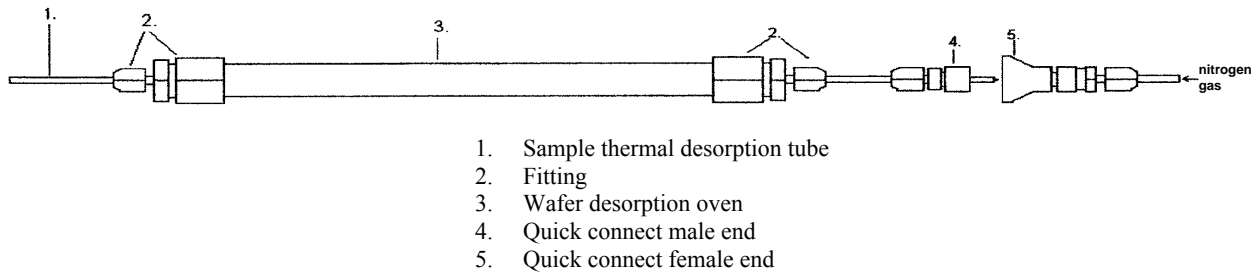 1.
2.
3.
2.
4.
5.
nitrogen
gas
1. Sample thermal desorption tube
2. Fitting
3. Wafer desorption oven
4. Quick connect male end
5. Quick connect female end